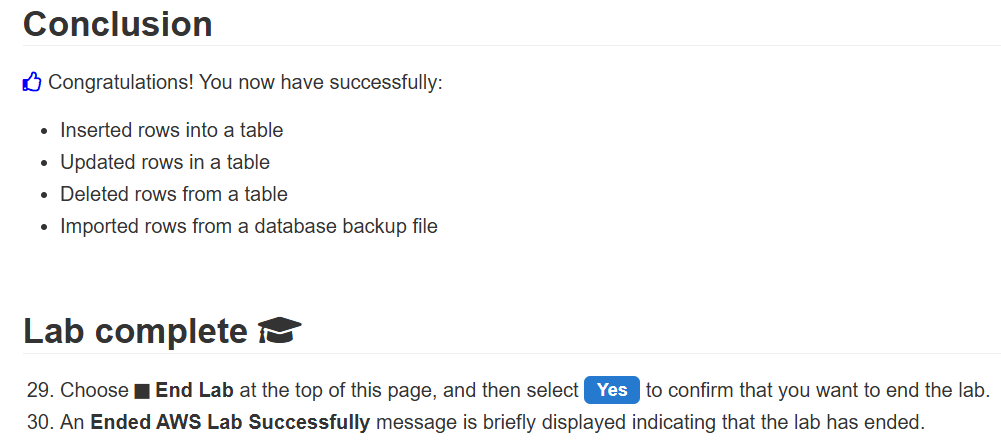 Conclusion
Congratulations! You now have successfully:
• Inserted rows into a table
• Updated rows in a table
• Deleted rows from a table
• Imported rows from a database backup file
Lab complete
29. Choose End Lab at the top of this page, and then select Yes to confirm that you want to end the lab.
30. An Ended AWS Lab Successfully message is briefly displayed indicating that the lab has ended.